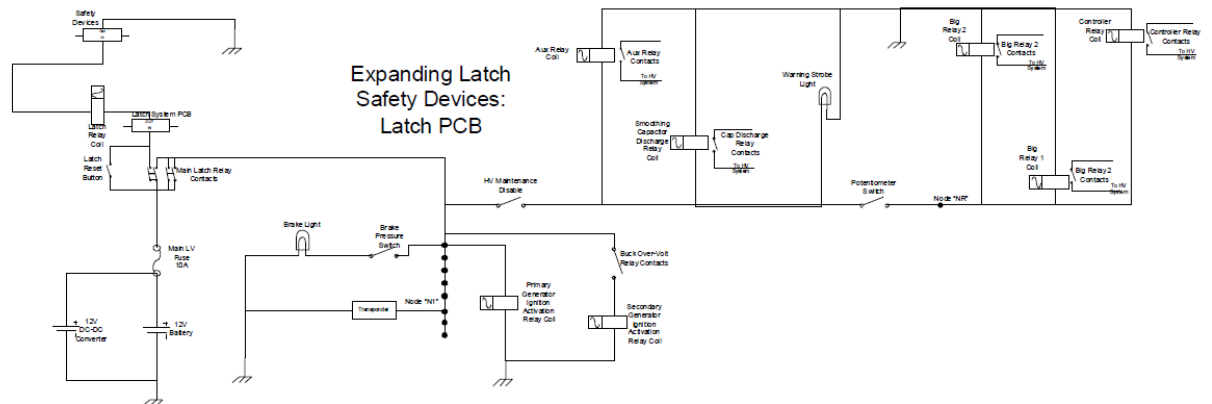 Safety
Devices
Latch System PCB
Latch
Relay
Coil
Latch
Reset
Button
Main Latch Relay
Contacts
Main LV
Fuse
10A
12V
DC-DC
Converter
12V
Battery
Expanding Latch
Safety Devices:
Latch PCB
Brake Light
Brake
Pressure
Switch
Transponder
Node "N1"
HV Maintenance
Disable
Primary
Generator
Ignition
Activation
Relay Coil
Buck Over-Volt
Relay Contacts
Secondary
Generator
Ignition
Activation
Relay Coil
Aux Relay
Coil
Aux Relay
Contacts
To HV
System
Smoothing
Capacitor
Discharge
Relay
Coil
Cap Discharge
Relay
Contacts
To HV
System
Warning Strobe
Light
Potentiometer
Switch
Node "NR"
Big
Relay 2
Coil
Big Relay 2
Contacts
To HV
System
Big
Relay 1
Coil
Big Relay 2
Contacts
To HV
System
Controller
Relay
Coil
Controller Relay
Contacts
To HV
System